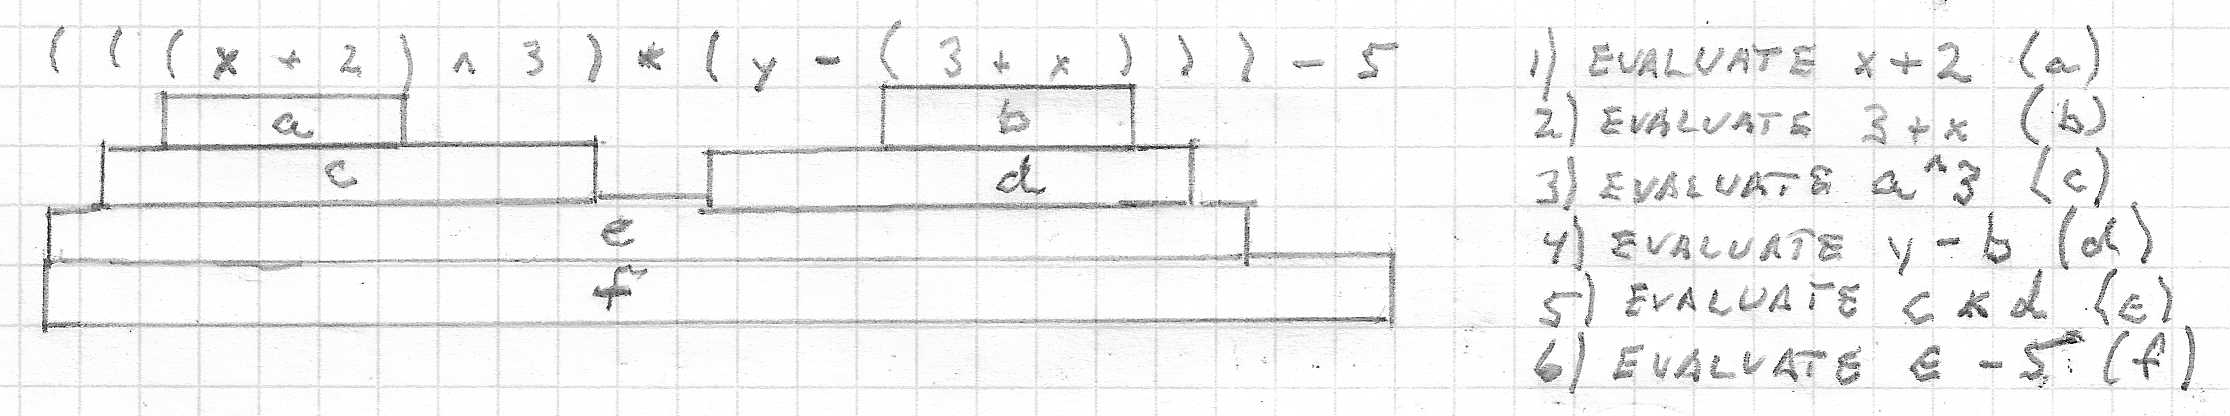 ( ( ( x + 2 ) ^ 3 ) * ( y - ( 3 + x ) ) ) - 5
a
b
c
d
e
f
1) EVALUATE x + 2 (a)
2) EVALUATE 3 + x (b)
3) EVALUATE a ^ 3 (c)
4) EVALUATE y - b (d)
5) EVALUATE c * d (e)
6) EVALUATE e - 5 (f)